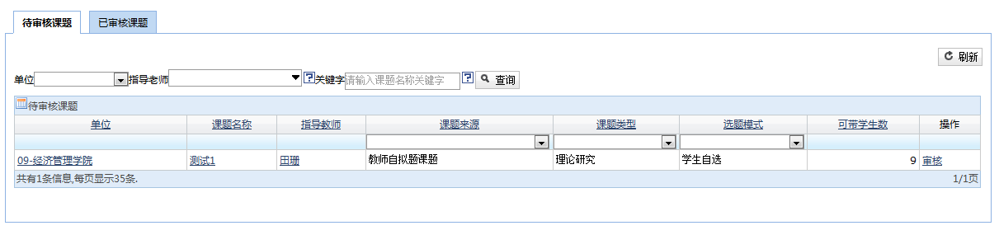 待审核课题 已审核课题
刷新
单位 指导老师 关键字 请输入课题名称关键字 查询
待审核课题
单位 课题名称 指导教师 课题来源 课题类型 选题模式 可带学生数 操作
09-经济管理学院 测试1 田珊 教师自拟题课题 理论研究 学生自选 9 审核
共有1条信息,每页显示35条. 1/1页